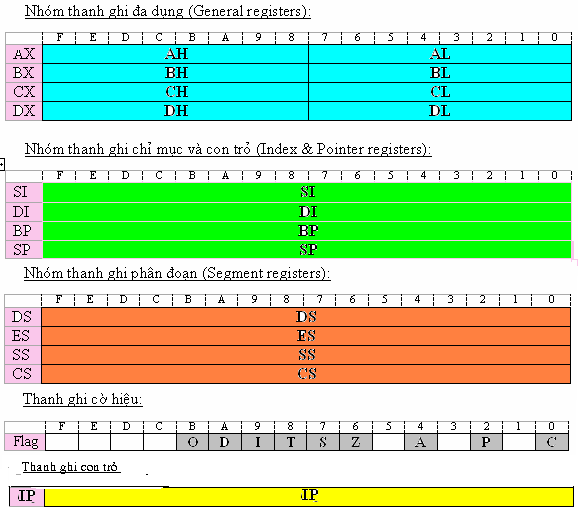 Nhóm thanh ghi đa dụng (General registers):
F E D C B A 9 8 7 6 5 4 3 2 1 0
AX AH AL
BX BH BL
CX CH CL
DX DH DL
Nhóm thanh ghi chỉ mục và con trỏ (Index & Pointer registers):
F E D C B A 9 8 7 6 5 4 3 2 1 0
SI SI
DI DI
BP BP
SP SP
Nhóm thanh ghi phân đoạn (Segment registers):
F E D C B A 9 8 7 6 5 4 3 2 1 0
DS DS
ES ES
SS SS
CS CS
Thanh ghi cờ hiệu:
F E D C B A 9 8 7 6 5 4 3 2 1 0
Flag O D I T S Z A P C
Thanh ghi con trỏ
IP IP